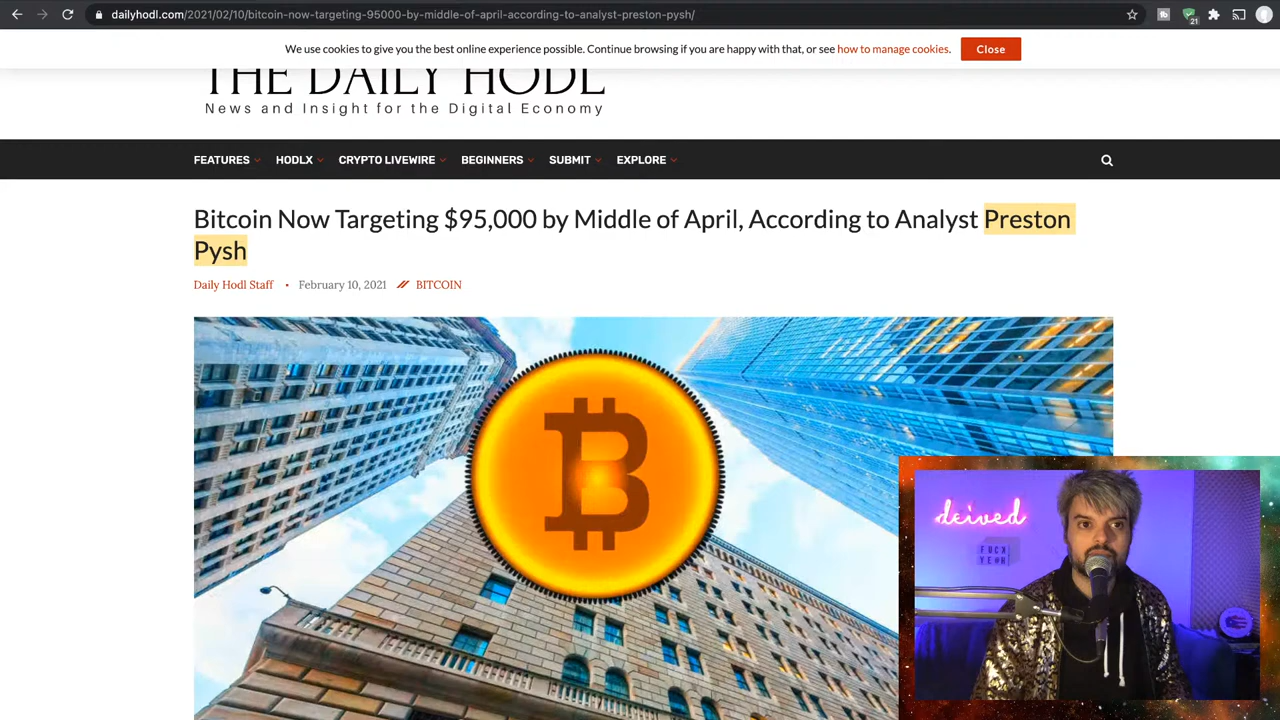 dailyhodl.com/2021/02/10/bitcoin-now-targeting-95000-by-middle-of-april-according-to-analyst-preston-pysh/
21
We use cookies to give you the best online experience possible. Continue browsing if you are happy with that, or see how to manage cookies.
Close
THE DAILY HODL
News and Insight for the Digital Economy
FEATURES HODLX CRYPTO LIVEWIRE BEGINNERS SUBMIT EXPLORE
Bitcoin Now Targeting $95,000 by Middle of April, According to Analyst Preston
Pysh
Daily Hodl Staff • February 10, 2021 // BITCOIN
B
deived
FUCK
YEAH